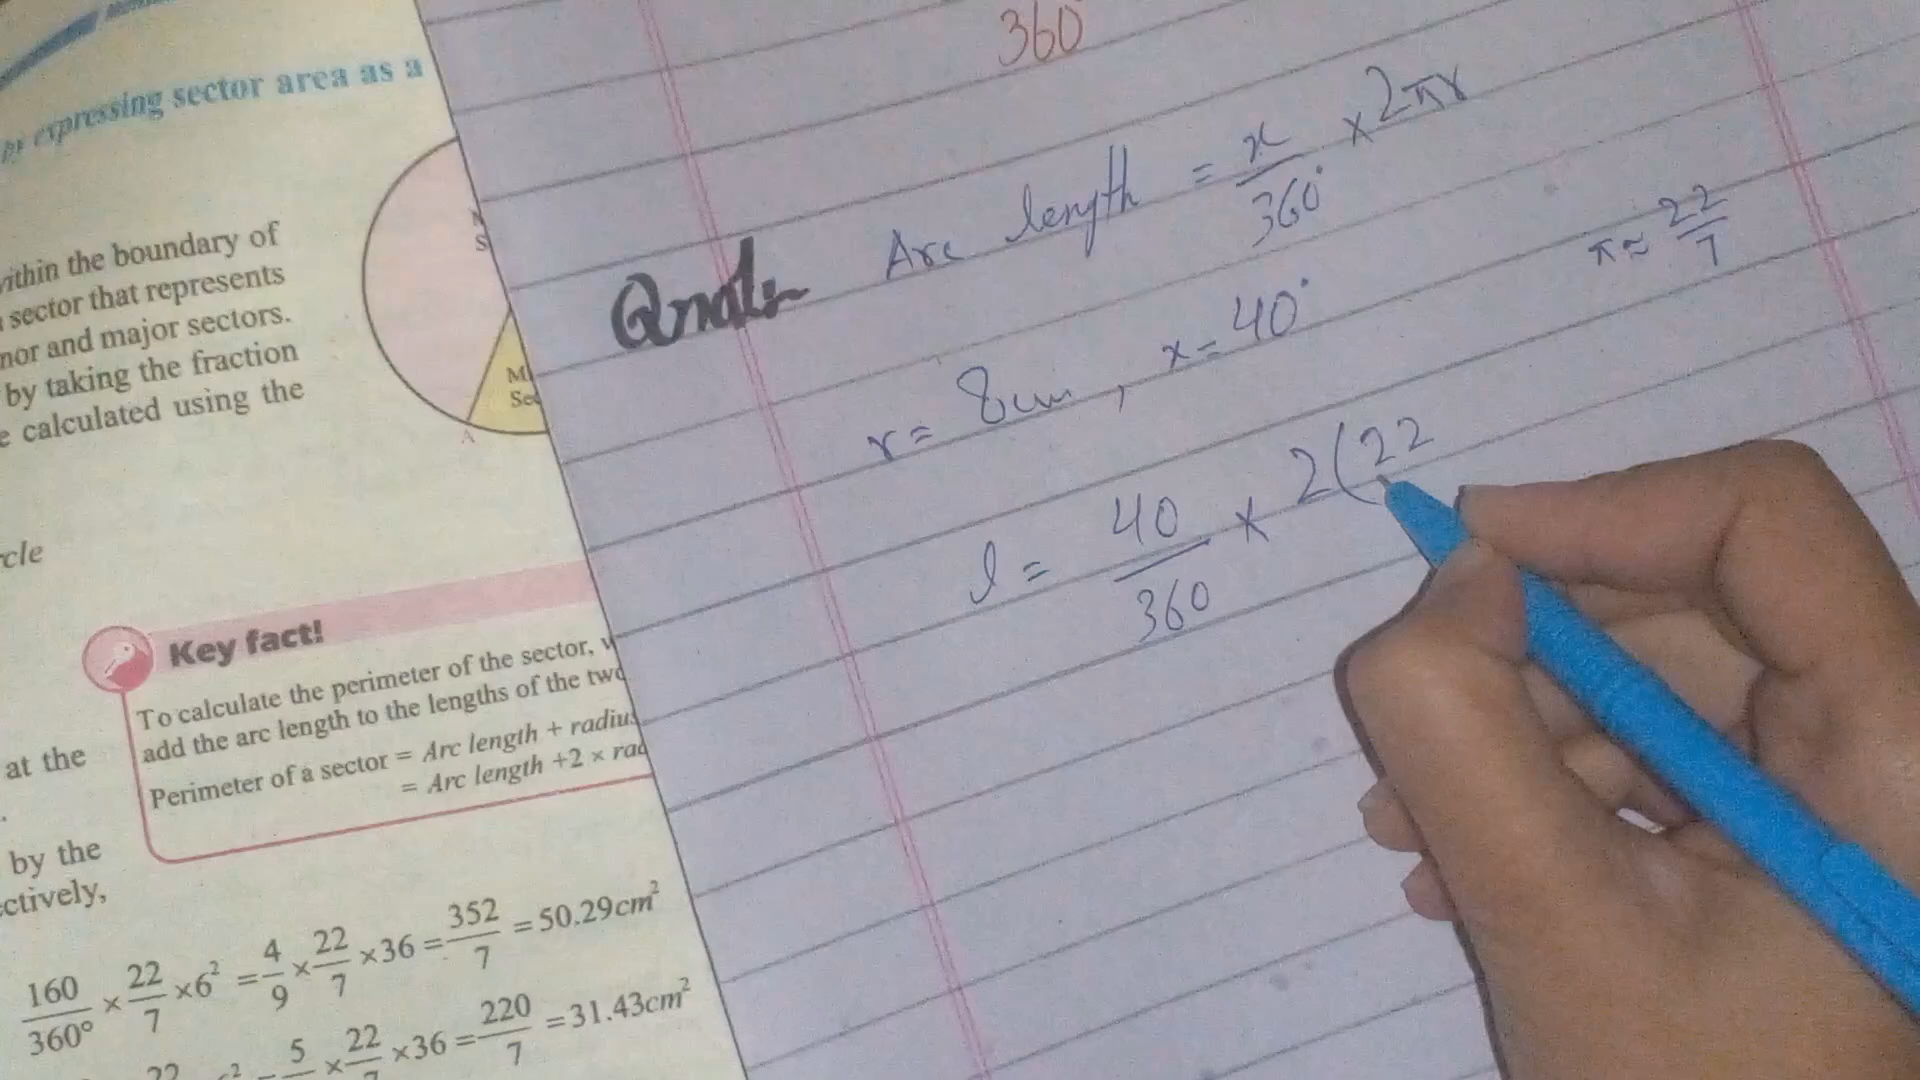 by expressing sector area as a
within the boundary of
sector that represents
nor and major sectors.
by taking the fraction
calculated using the
A
rcle
Key fact!
To calculate the perimeter of the sector,
add the arc length to the lengths of the two
Perimeter of a sector = Arc length + radius
= Arc length +2 × rad
at the
by the
ctively,
160/360° × 22/7 ×6² = 4/9 × 22/7 ×36 = 352/7 = 50.29cm²
5/ × 22/7 ×36 = 220/7 = 31.43cm²
360
Arc length = x/360° × 2πr
π ≈ 22/7
r = 8cm, x = 40°
l = 40/360 × 2(22